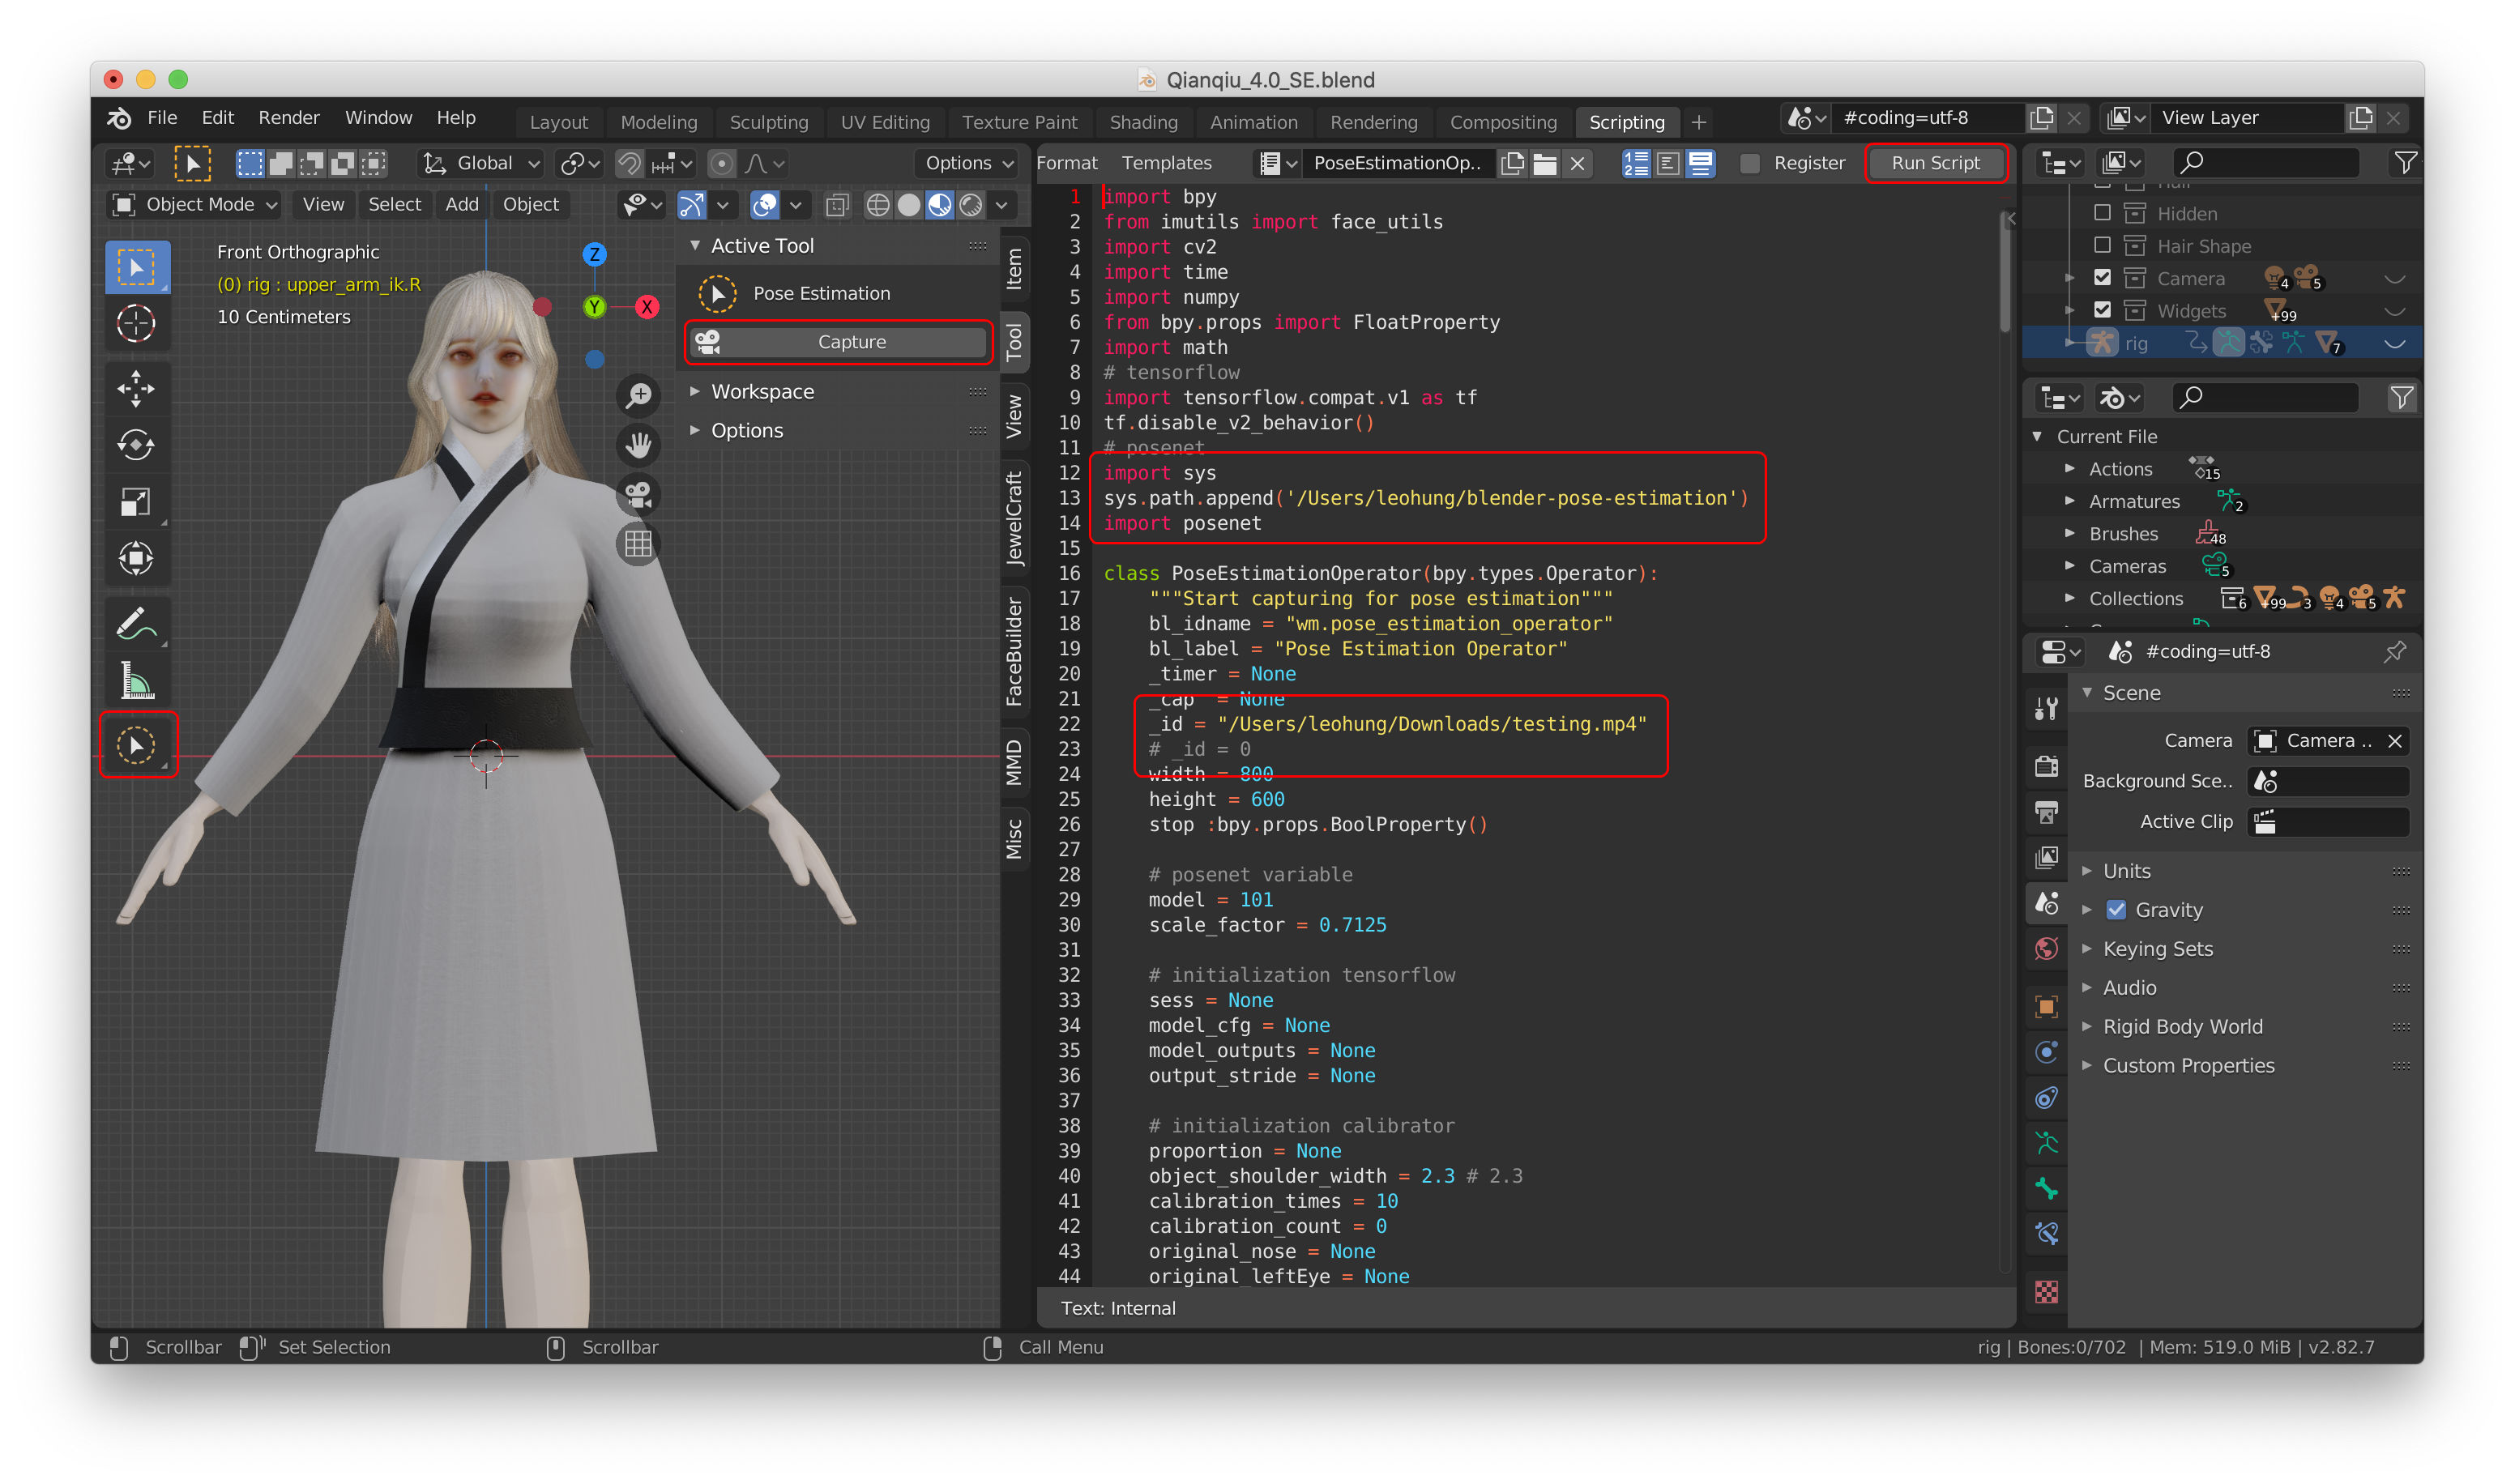 Qianqiu_4.0_SE.blend
File Edit Render Window Help Layout Modeling Sculpting UV Editing Texture Paint Shading Animation Rendering Compositing Scripting + #coding=utf-8 View Layer
Global Options Format Templates PoseEstimationOp.. Register Run Script
Object Mode View Select Add Object
Front Orthographic
(0) rig : upper_arm_ik.R
10 Centimeters
Z
Y
X
Active Tool
Pose Estimation
Capture
Workspace
Options
Item
Tool
View
JewelCraft
FaceBuilder
MMD
Misc
1 import bpy
2 from imutils import face_utils
3 import cv2
4 import time
5 import numpy
6 from bpy.props import FloatProperty
7 import math
8 # tensorflow
9 import tensorflow.compat.v1 as tf
10 tf.disable_v2_behavior()
11 # posenet
12 import sys
13 sys.path.append('/Users/leohung/blender-pose-estimation')
14 import posenet
15
16 class PoseEstimationOperator(bpy.types.Operator):
17 """Start capturing for pose estimation"""
18 bl_idname = "wm.pose_estimation_operator"
19 bl_label = "Pose Estimation Operator"
20 _timer = None
21 _cap = None
22 _id = "/Users/leohung/Downloads/testing.mp4"
23 # _id = 0
24 width = 800
25 height = 600
26 stop :bpy.props.BoolProperty()
27
28 # posenet variable
29 model = 101
30 scale_factor = 0.7125
31
32 # initialization tensorflow
33 sess = None
34 model_cfg = None
35 model_outputs = None
36 output_stride = None
37
38 # initialization calibrator
39 proportion = None
40 object_shoulder_width = 2.3 # 2.3
41 calibration_times = 10
42 calibration_count = 0
43 original_nose = None
44 original_leftEye = None
Text: Internal
Hidden
Hair Shape
Camera 4 5
Widgets +99
rig 7
Current File
Actions 15
Armatures 2
Brushes 48
Cameras 5
Collections 6 +99 3 4 5
#coding=utf-8
Scene
Camera Camera ..
Background Sce..
Active Clip
Units
Gravity
Keying Sets
Audio
Rigid Body World
Custom Properties
Scrollbar Set Selection Scrollbar Call Menu rig | Bones:0/702 | Mem: 519.0 MiB | v2.82.7